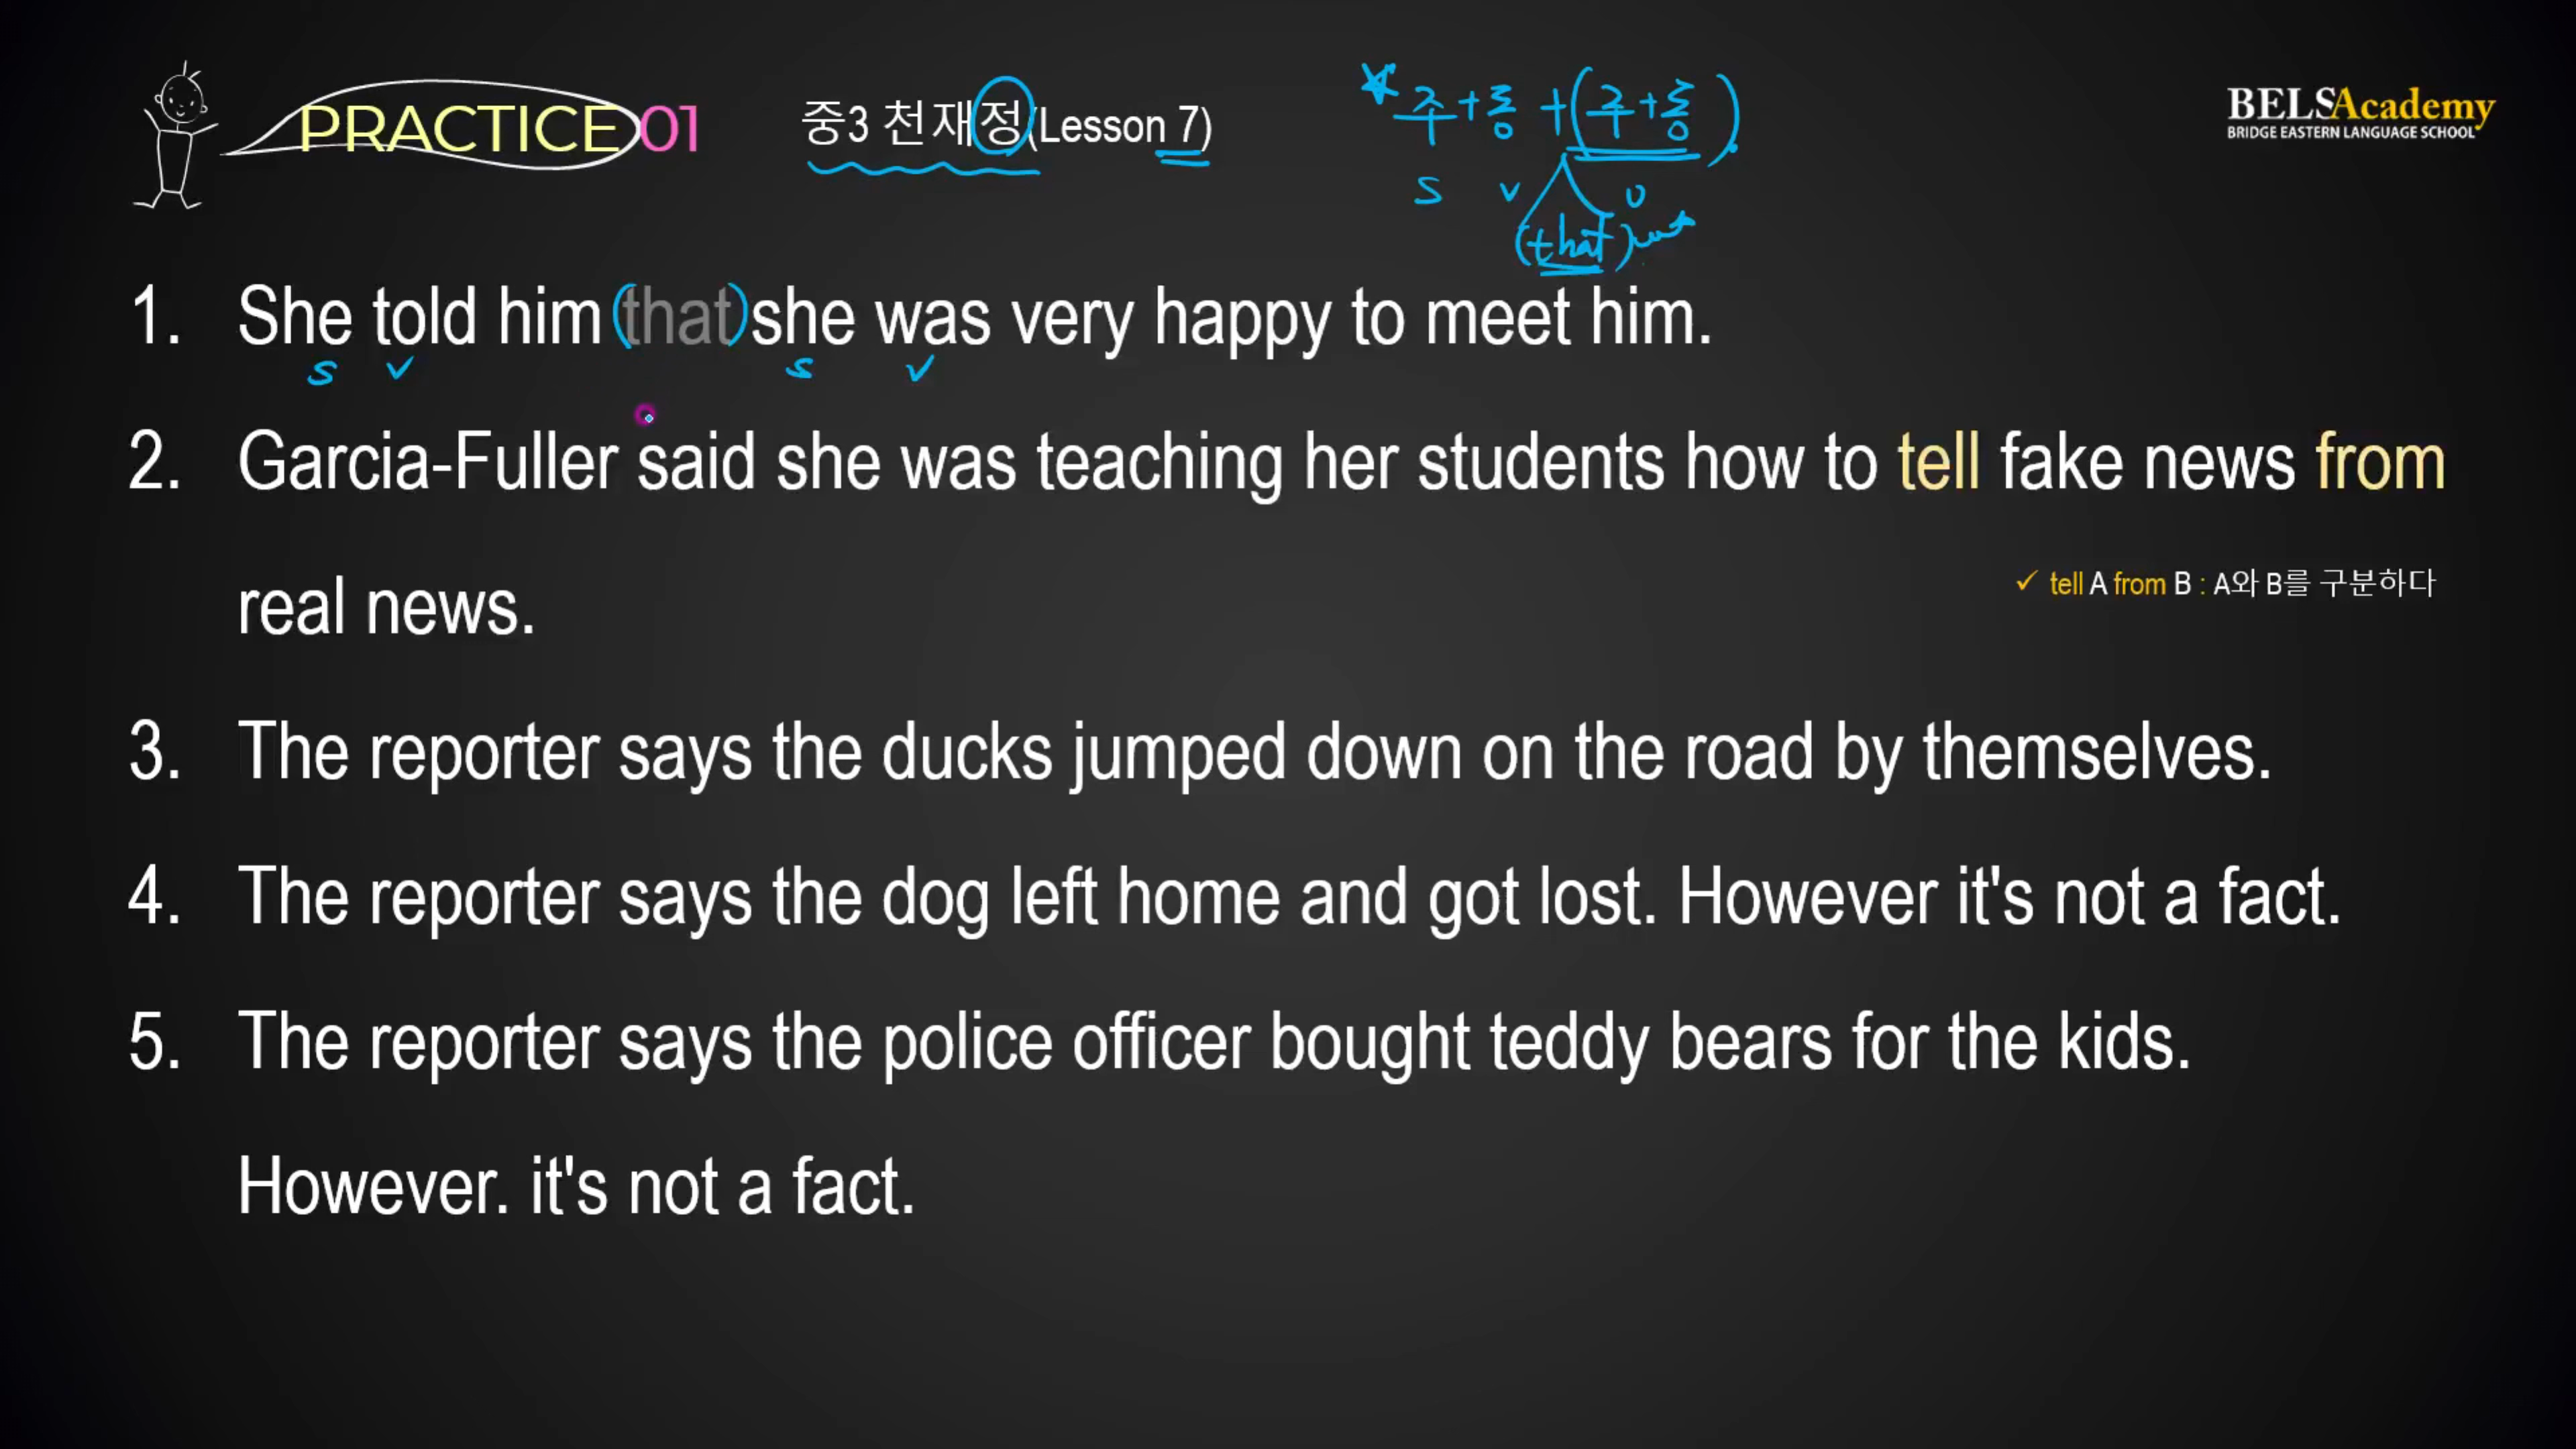 PRACTICE 01 중3 천재정(Lesson 7)
* 주+동+(주+동)
S V O
(that)
BELSAcademy
BRIDGE EASTERN LANGUAGE SCHOOL
1. She told him (that) she was very happy to meet him.
S V S V
2. Garcia-Fuller said she was teaching her students how to tell fake news from
real news.
✓ tell A from B : A와 B를 구분하다
3. The reporter says the ducks jumped down on the road by themselves.
4. The reporter says the dog left home and got lost. However it's not a fact.
5. The reporter says the police officer bought teddy bears for the kids.
However. it's not a fact.